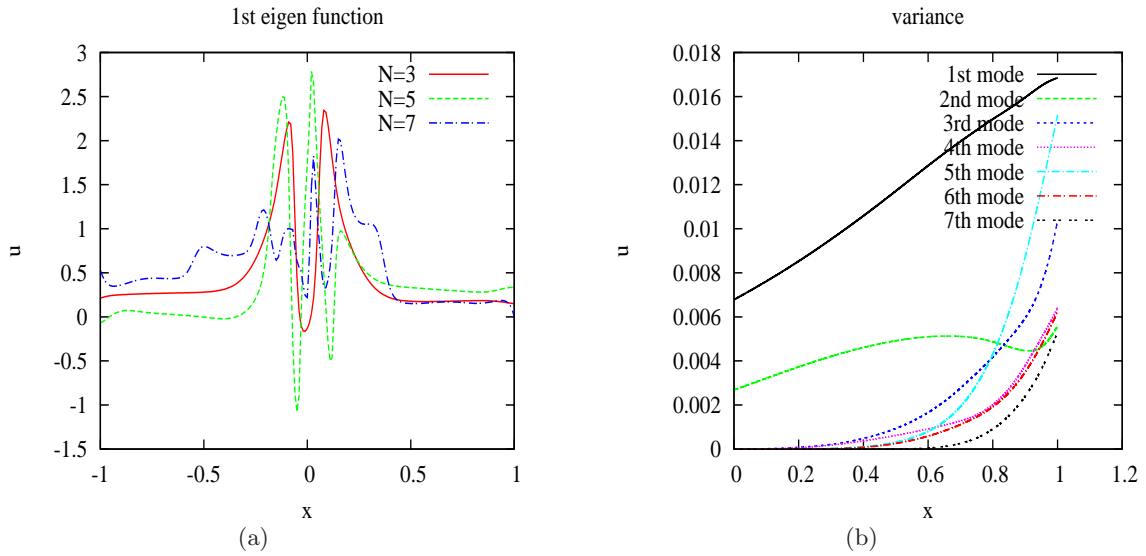 1st eigen function
3
2.5
2
1.5
1
0.5
0
-0.5
-1
-1.5
u
N=3
N=5
N=7
-1
-0.5
0
0.5
1
x
(a)
variance
0.018
0.016
0.014
0.012
0.01
0.008
0.006
0.004
0.002
0
u
1st mode
2nd mode
3rd mode
4th mode
5th mode
6th mode
7th mode
0
0.2
0.4
0.6
0.8
1
1.2
x
(b)